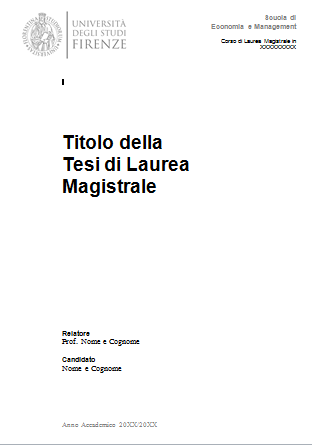 UNIVERSITÀ
DEGLI STUDI
FIRENZE
Scuola di
Economia e Management
Corso di Laurea Magistrale in
XXXXXXXXX
Titolo della
Tesi di Laurea
Magistrale
Relatore
Prof. Nome e Cognome
Candidato
Nome e Cognome
Anno Accademico 20XX/20XX